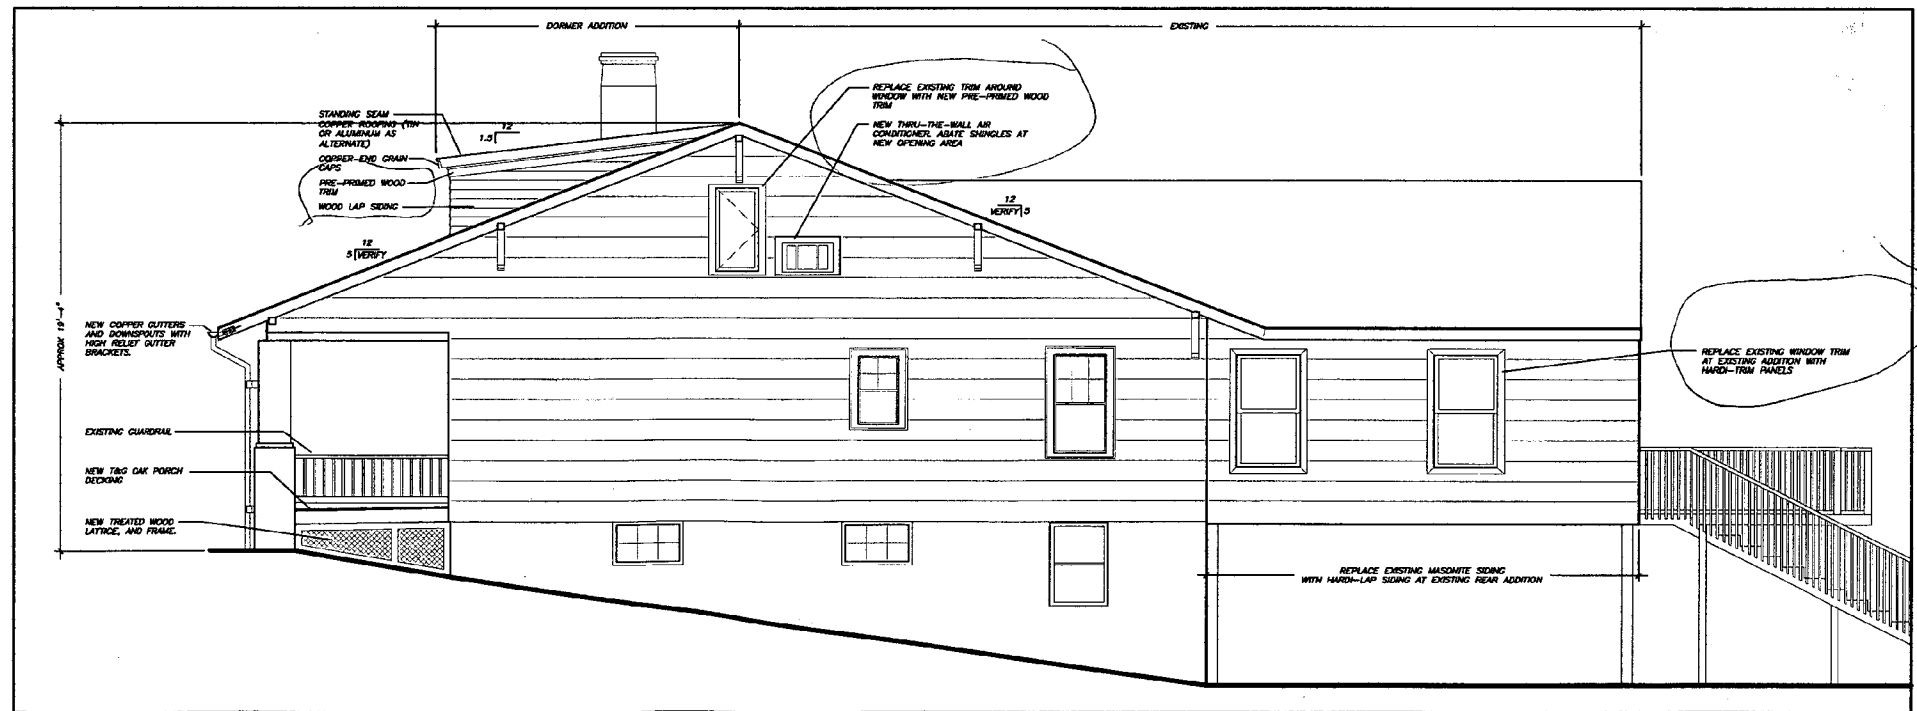 DORMER ADDITION
EXISTING
REPLACE EXISTING TRIM AROUND
WINDOW WITH NEW PRE-PRIMED WOOD
TRIM
STANDING SEAM
COPPER ROOFING (TIN
OR ALUMINUM AS
ALTERNATE)
12
1.5
NEW THRU-THE-WALL AIR
CONDITIONER. ABATE SHINGLES AT
NEW OPENING AREA
COPPER-END GRAIN
CAPS
PRE-PRIMED WOOD
TRIM
WOOD LAP SIDING
12
VERIFY 5
12
5 VERIFY
APPROX 19'-4"
NEW COPPER GUTTERS
AND DOWNSPOUTS WITH
HIGH RELIEF GUTTER
BRACKETS.
REPLACE EXISTING WINDOW TRIM
AT EXISTING ADDITION WITH
HARDI-TRIM PANELS
EXISTING GUARDRAIL
NEW T&G OAK PORCH
DECKING
NEW TREATED WOOD
LATTICE, AND FRAME.
REPLACE EXISTING MASONITE SIDING
WITH HARDI-LAP SIDING AT EXISTING REAR ADDITION